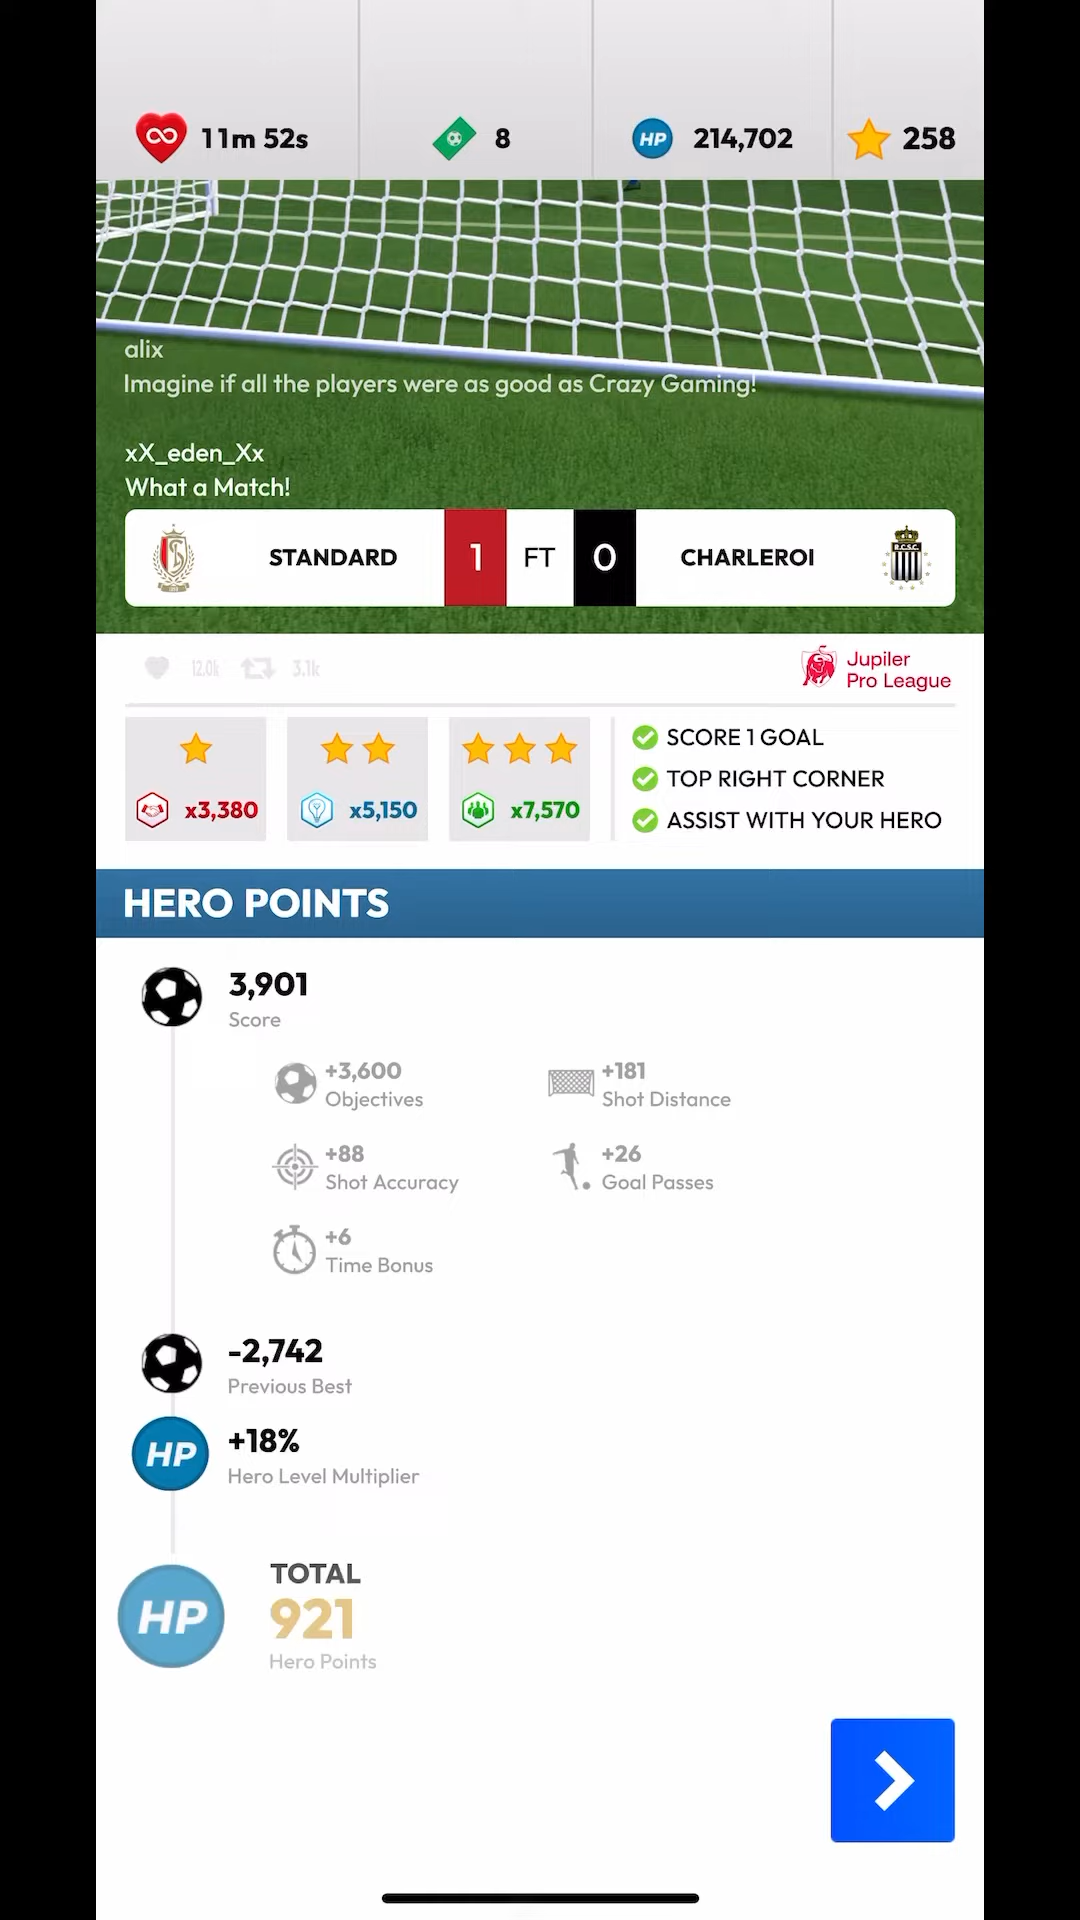 11m 52s
8
HP
214,702
258
alix
Imagine if all the players were as good as Crazy Gaming!
xX_eden_Xx
What a Match!
STANDARD
1
FT
0
R.C.S.C.
CHARLEROI
12.0k
3.1k
Jupiler
Pro League
x3,380
x5,150
x7,570
SCORE 1 GOAL
TOP RIGHT CORNER
ASSIST WITH YOUR HERO
HERO POINTS
3,901
Score
+3,600
Objectives
+181
Shot Distance
+88
Shot Accuracy
+26
Goal Passes
+6
Time Bonus
-2,742
Previous Best
HP
+18%
Hero Level Multiplier
HP
TOTAL
921
Hero Points